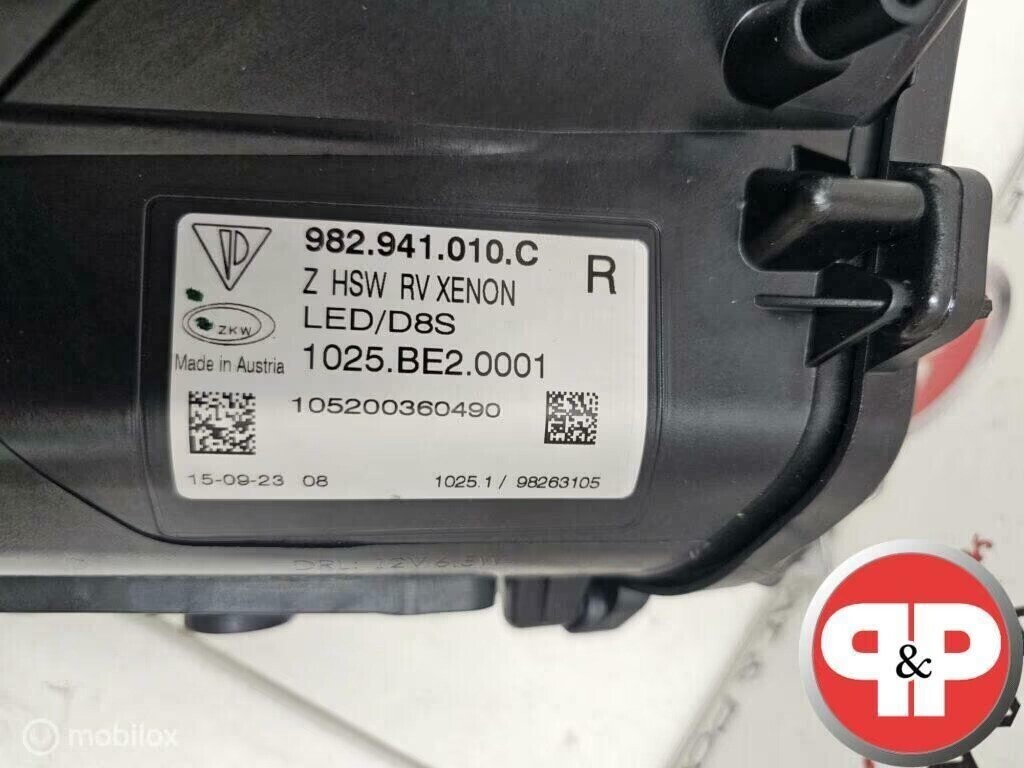 982.941.010.C
R
Z HSW RV XENON
ZKW
LED/D8S
Made in Austria
1025.BE2.0001
105200360490
15-09-23 08
1025.1 / 98263105
DRL: 12V 6.5W
P&P
mobilox